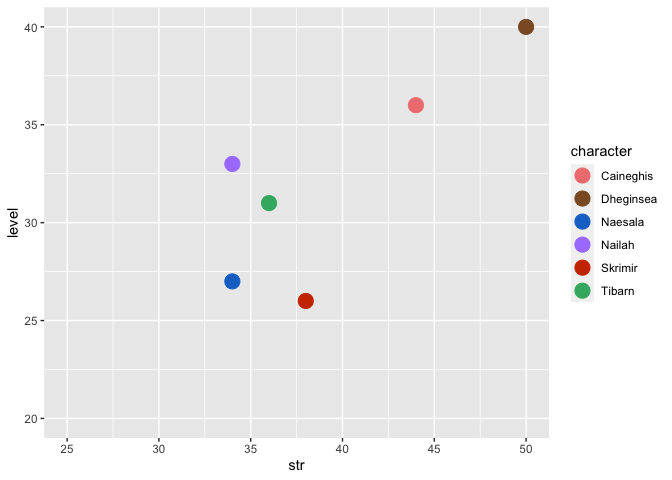 40
35
30
25
20
level
25 30 35 40 45 50
str
character
Caineghis
Dheginsea
Naesala
Nailah
Skrimir
Tibarn